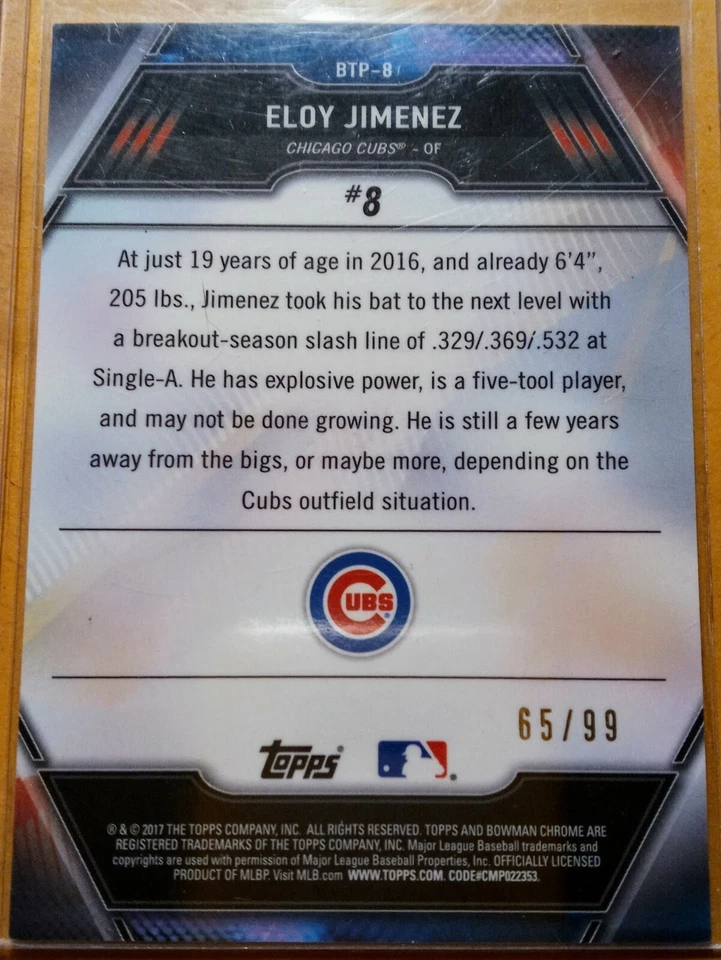 BTP-8
ELOY JIMENEZ
CHICAGO CUBS® - OF
#8
At just 19 years of age in 2016, and already 6'4",
205 lbs., Jimenez took his bat to the next level with
a breakout-season slash line of .329/.369/.532 at
Single-A. He has explosive power, is a five-tool player,
and may not be done growing. He is still a few years
away from the bigs, or maybe more, depending on the
Cubs outfield situation.
CUBS®
65/99
Topps®
® & © 2017 THE TOPPS COMPANY, INC. ALL RIGHTS RESERVED. TOPPS AND BOWMAN CHROME ARE
REGISTERED TRADEMARKS OF THE TOPPS COMPANY, INC. Major League Baseball trademarks and
copyrights are used with permission of Major League Baseball Properties, Inc. OFFICIALLY LICENSED
PRODUCT OF MLBP. Visit MLB.com WWW.TOPPS.COM. CODE#CMP022353.